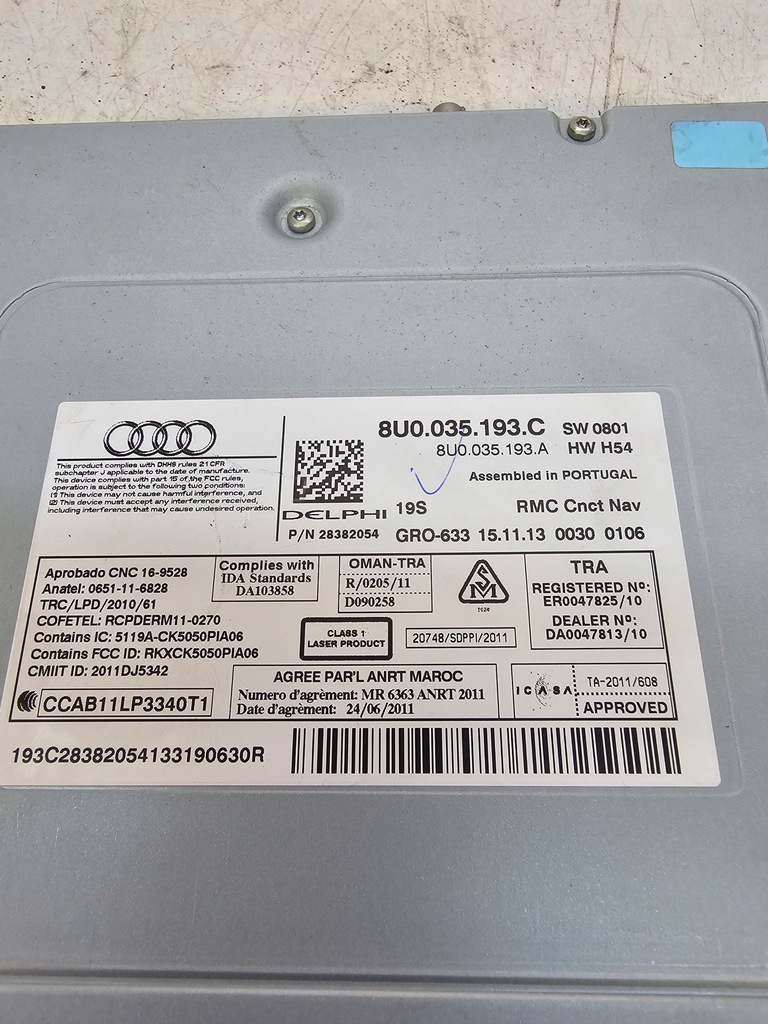 This product complies with DHHS rules 21CFR
subchapter J applicable to the date of manufacture.
This device complies with part 15 of the FCC rules,
operation is subject to the following two conditions:
(1) This device may not cause harmful interference, and
(2) This device must accept any interference received,
including interference that may cause undesired operation.
DELPHI
P/N 28382054
8U0.035.193.C SW 0801
8U0.035.193.A HW H54
Assembled in PORTUGAL
19S RMC Cnct Nav
GRO-633 15.11.13 0030 0106
Aprobado CNC 16-9528
Anatel: 0651-11-6828
TRC/LPD/2010/61
COFETEL: RCPDERM11-0270
Contains IC: 5119A-CK5050PIA06
Contains FCC ID: RKXCK5050PIA06
CMIIT ID: 2011DJ5342
CCAB11LP3340T1
Complies with
IDA Standards
DA103858
OMAN-TRA
R/0205/11
D090258
CLASS 1
LASER PRODUCT
SM
1024
20748/SDPPI/2011
TRA
REGISTERED Nº:
ER0047825/10
DEALER Nº:
DA0047813/10
AGREE PAR'L ANRT MAROC
Numero d'agrèment: MR 6363 ANRT 2011
Date d'agrèment: 24/06/2011
ICASA
TA-2011/608
APPROVED
193C28382054133190630R